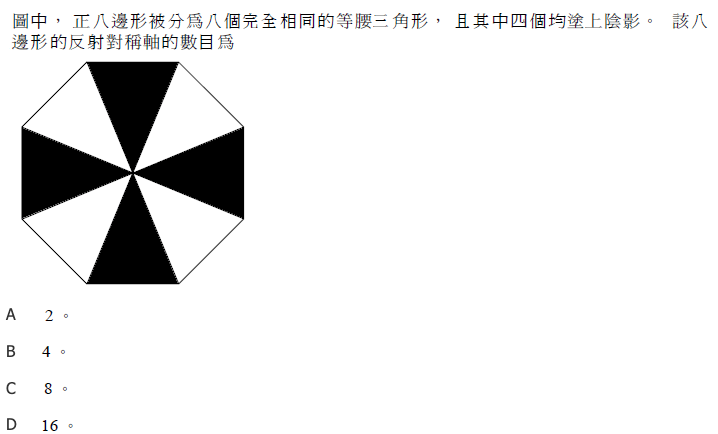 圖中，正八邊形被分爲八個完全相同的等腰三角形，且其中四個均塗上陰影。 該八
邊形的反射對稱軸的數目爲
A 2。
B 4。
C 8。
D 16。